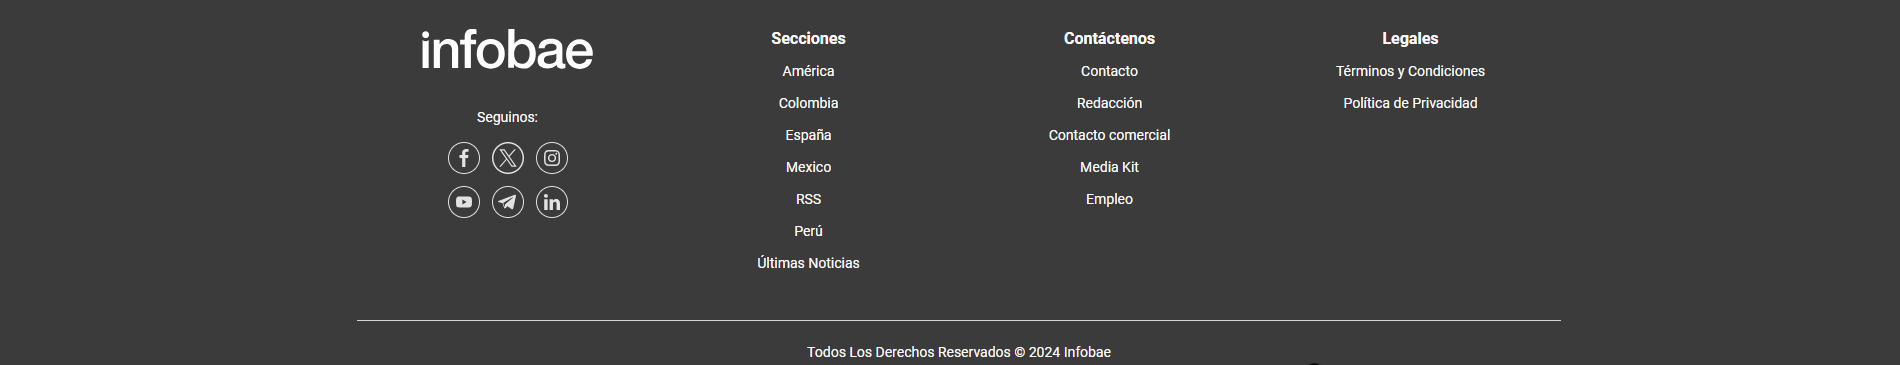 infobae
Seguinos:
Secciones
América
Colombia
España
Mexico
RSS
Perú
Últimas Noticias
Contáctenos
Contacto
Redacción
Contacto comercial
Media Kit
Empleo
Legales
Términos y Condiciones
Política de Privacidad
Todos Los Derechos Reservados © 2024 Infobae